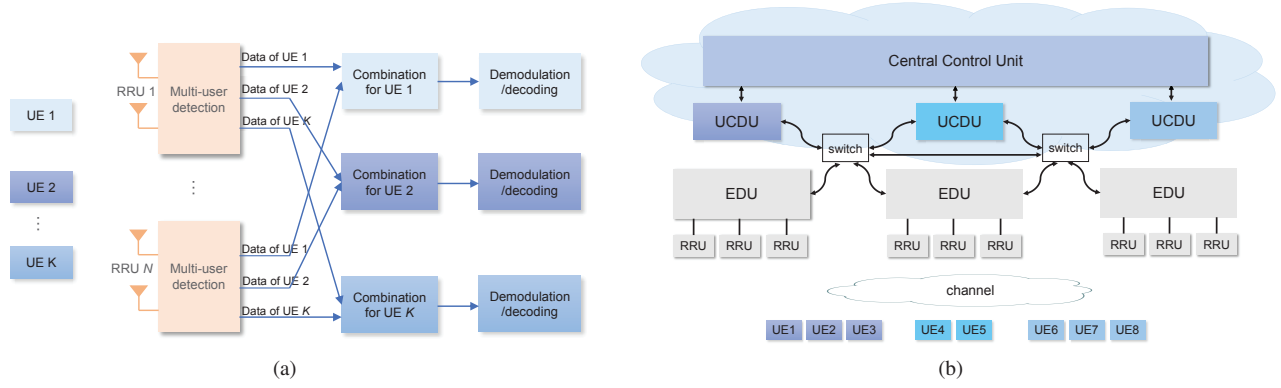 UE 1
UE 2
⋮
UE K
RRU 1
Multi-user
detection
⋮
RRU N
Multi-user
detection
Data of UE 1
Data of UE 2
Data of UE K
Data of UE 1
Data of UE 2
Data of UE K
Combination
for UE 1
Demodulation
/decoding
Combination
for UE 2
Demodulation
/decoding
Combination
for UE K
Demodulation
/decoding
(a)
Central Control Unit
UCDU
UCDU
UCDU
switch
switch
EDU
EDU
EDU
RRU
RRU
RRU
RRU
RRU
RRU
RRU
RRU
RRU
channel
UE1
UE2
UE3
UE4
UE5
UE6
UE7
UE8
(b)